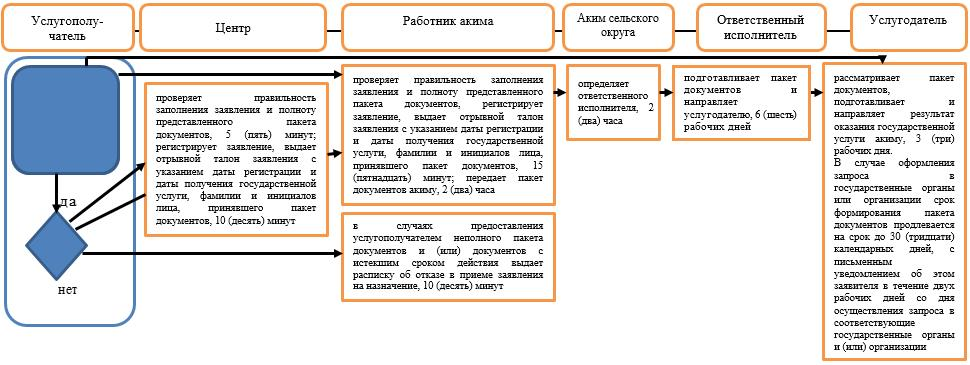 Услугополу-
чатель
Центр
Работник акима
Аким сельского
округа
Ответственный
исполнитель
Услугодатель
да
нет
проверяет правильность
заполнения заявления и полноту
представленного пакета
документов, 5 (пять) минут;
регистрирует заявление, выдает
отрывной талон заявления с
указанием даты регистрации и
даты получения государственной
услуги, фамилии и инициалов
лица, принявшего пакет
документов, 10 (десять) минут
проверяет правильность заполнения
заявления и полноту представленного
пакета документов, регистрирует
заявление, выдает отрывной талон
заявления с указанием даты регистрации
и даты получения государственной
услуги, фамилии и инициалов лица,
принявшего пакет документов, 15
(пятнадцать) минут; передает пакет
документов акиму, 2 (два) часа
в случаях предоставления
услугополучателем неполного пакета
документов и (или) документов с
истекшим сроком действия выдает
расписку об отказе в приеме заявления
на назначение, 10 (десять) минут
определяет
ответственного
исполнителя, 2
(два) часа
подготавливает пакет
документов и
направляет
услугодателю, 6 (шесть)
рабочих дней
рассматривает пакет
документов,
подготавливает и
направляет результат
оказания государственной
услуги акиму, 3 (три)
рабочих дня.
В случае оформления
запроса в
государственные органы
или организации срок
формирования пакета
документов продлевается
на срок до 30 (тридцати)
календарных дней, с
письменным
уведомлением об этом
заявителя в течение двух
рабочих дней со дня
осуществления запроса в
соответствующие
государственные органы
и (или) организации